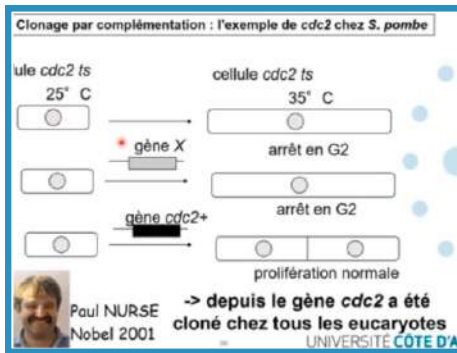 Clonage par complémentation : l'exemple de cdc2 chez S. pombe
lule cdc2 ts
cellule cdc2 ts
25° C
35° C
arrêt en G2
gène X
arrêt en G2
gène cdc2+
prolifération normale
Paul NURSE
Nobel 2001
-> depuis le gène cdc2 a été
cloné chez tous les eucaryotes
UNIVERSITÉ CÔTE D'A